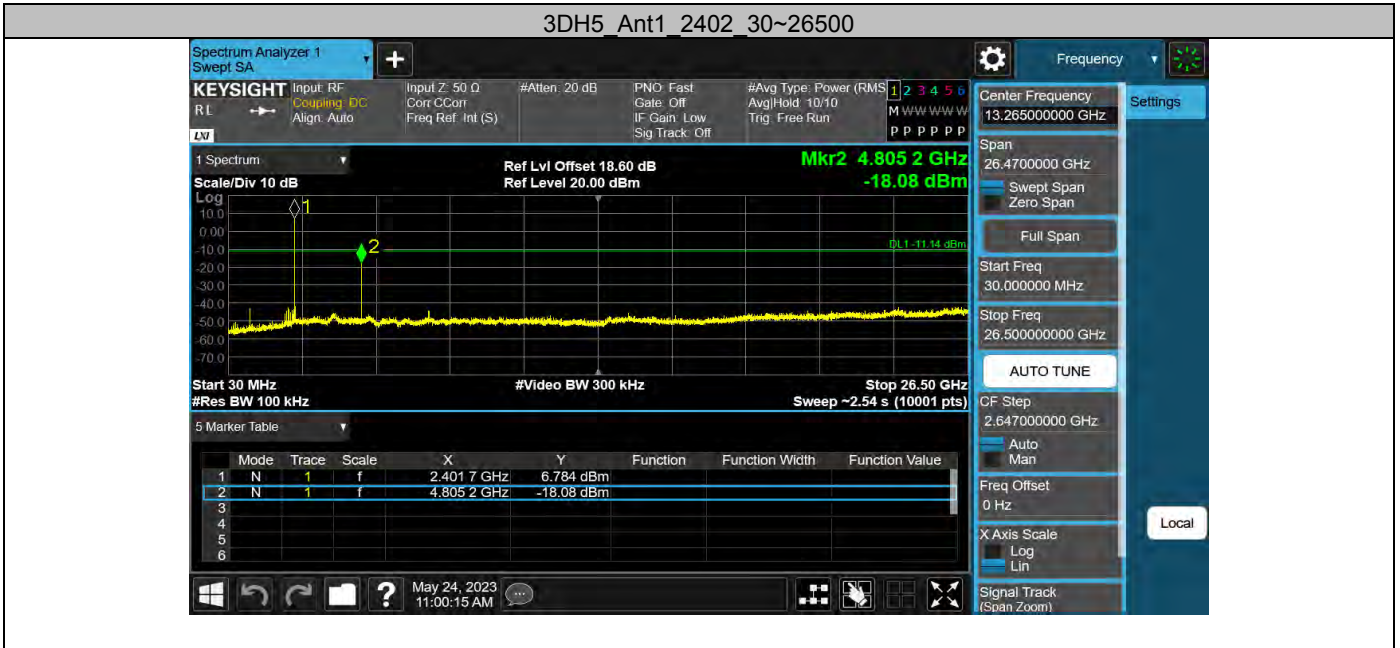 3DH5_Ant1_2402_30~26500
Spectrum Analyzer 1
Swept SA
Frequency
KEYSIGHT
RL
LXI
Input: RF
Coupling: DC
Align: Auto
Input Z: 50 Ω
Corr CCorr
Freq Ref: Int (S)
#Atten: 20 dB
PNO: Fast
Gate: Off
IF Gain: Low
Sig Track: Off
#Avg Type: Power (RMS
Avg|Hold: 10/10
Trig: Free Run
1 2 3 4 5 6
M W W W W W
P P P P P P
Center Frequency
13.265000000 GHz
Settings
1 Spectrum
Scale/Div 10 dB
Ref Lvl Offset 18.60 dB
Ref Level 20.00 dBm
Mkr2 4.805 2 GHz
-18.08 dBm
Span
26.4700000 GHz
Swept Span
Zero Span
Full Span
Log
10.0
0.00
-10.0
-20.0
-30.0
-40.0
-50.0
-60.0
-70.0
1
2
DL1 -11.14 dBm
Start Freq
30.000000 MHz
Stop Freq
26.500000000 GHz
AUTO TUNE
Start 30 MHz
#Video BW 300 kHz
Stop 26.50 GHz
#Res BW 100 kHz
Sweep ~2.54 s (10001 pts)
CF Step
2.647000000 GHz
Auto
Man
5 Marker Table
Mode Trace Scale X Y Function Function Width Function Value
1 N 1 f 2.401 7 GHz 6.784 dBm
2 N 1 f 4.805 2 GHz -18.08 dBm
3
4
5
6
Freq Offset
0 Hz
Local
X Axis Scale
Log
Lin
?
May 24, 2023
11:00:15 AM
Signal Track
(Span Zoom)